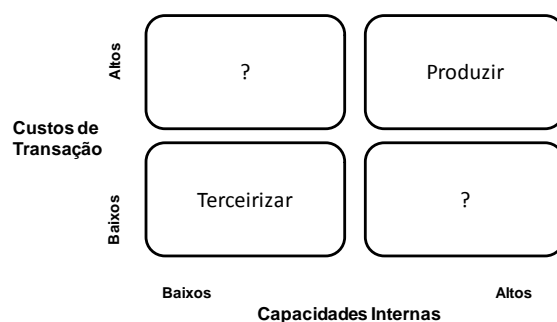 Altos
?
Produzir
Custos de
Transação
Baixos
Terceirizar
?
Baixos
Altos
Capacidades Internas